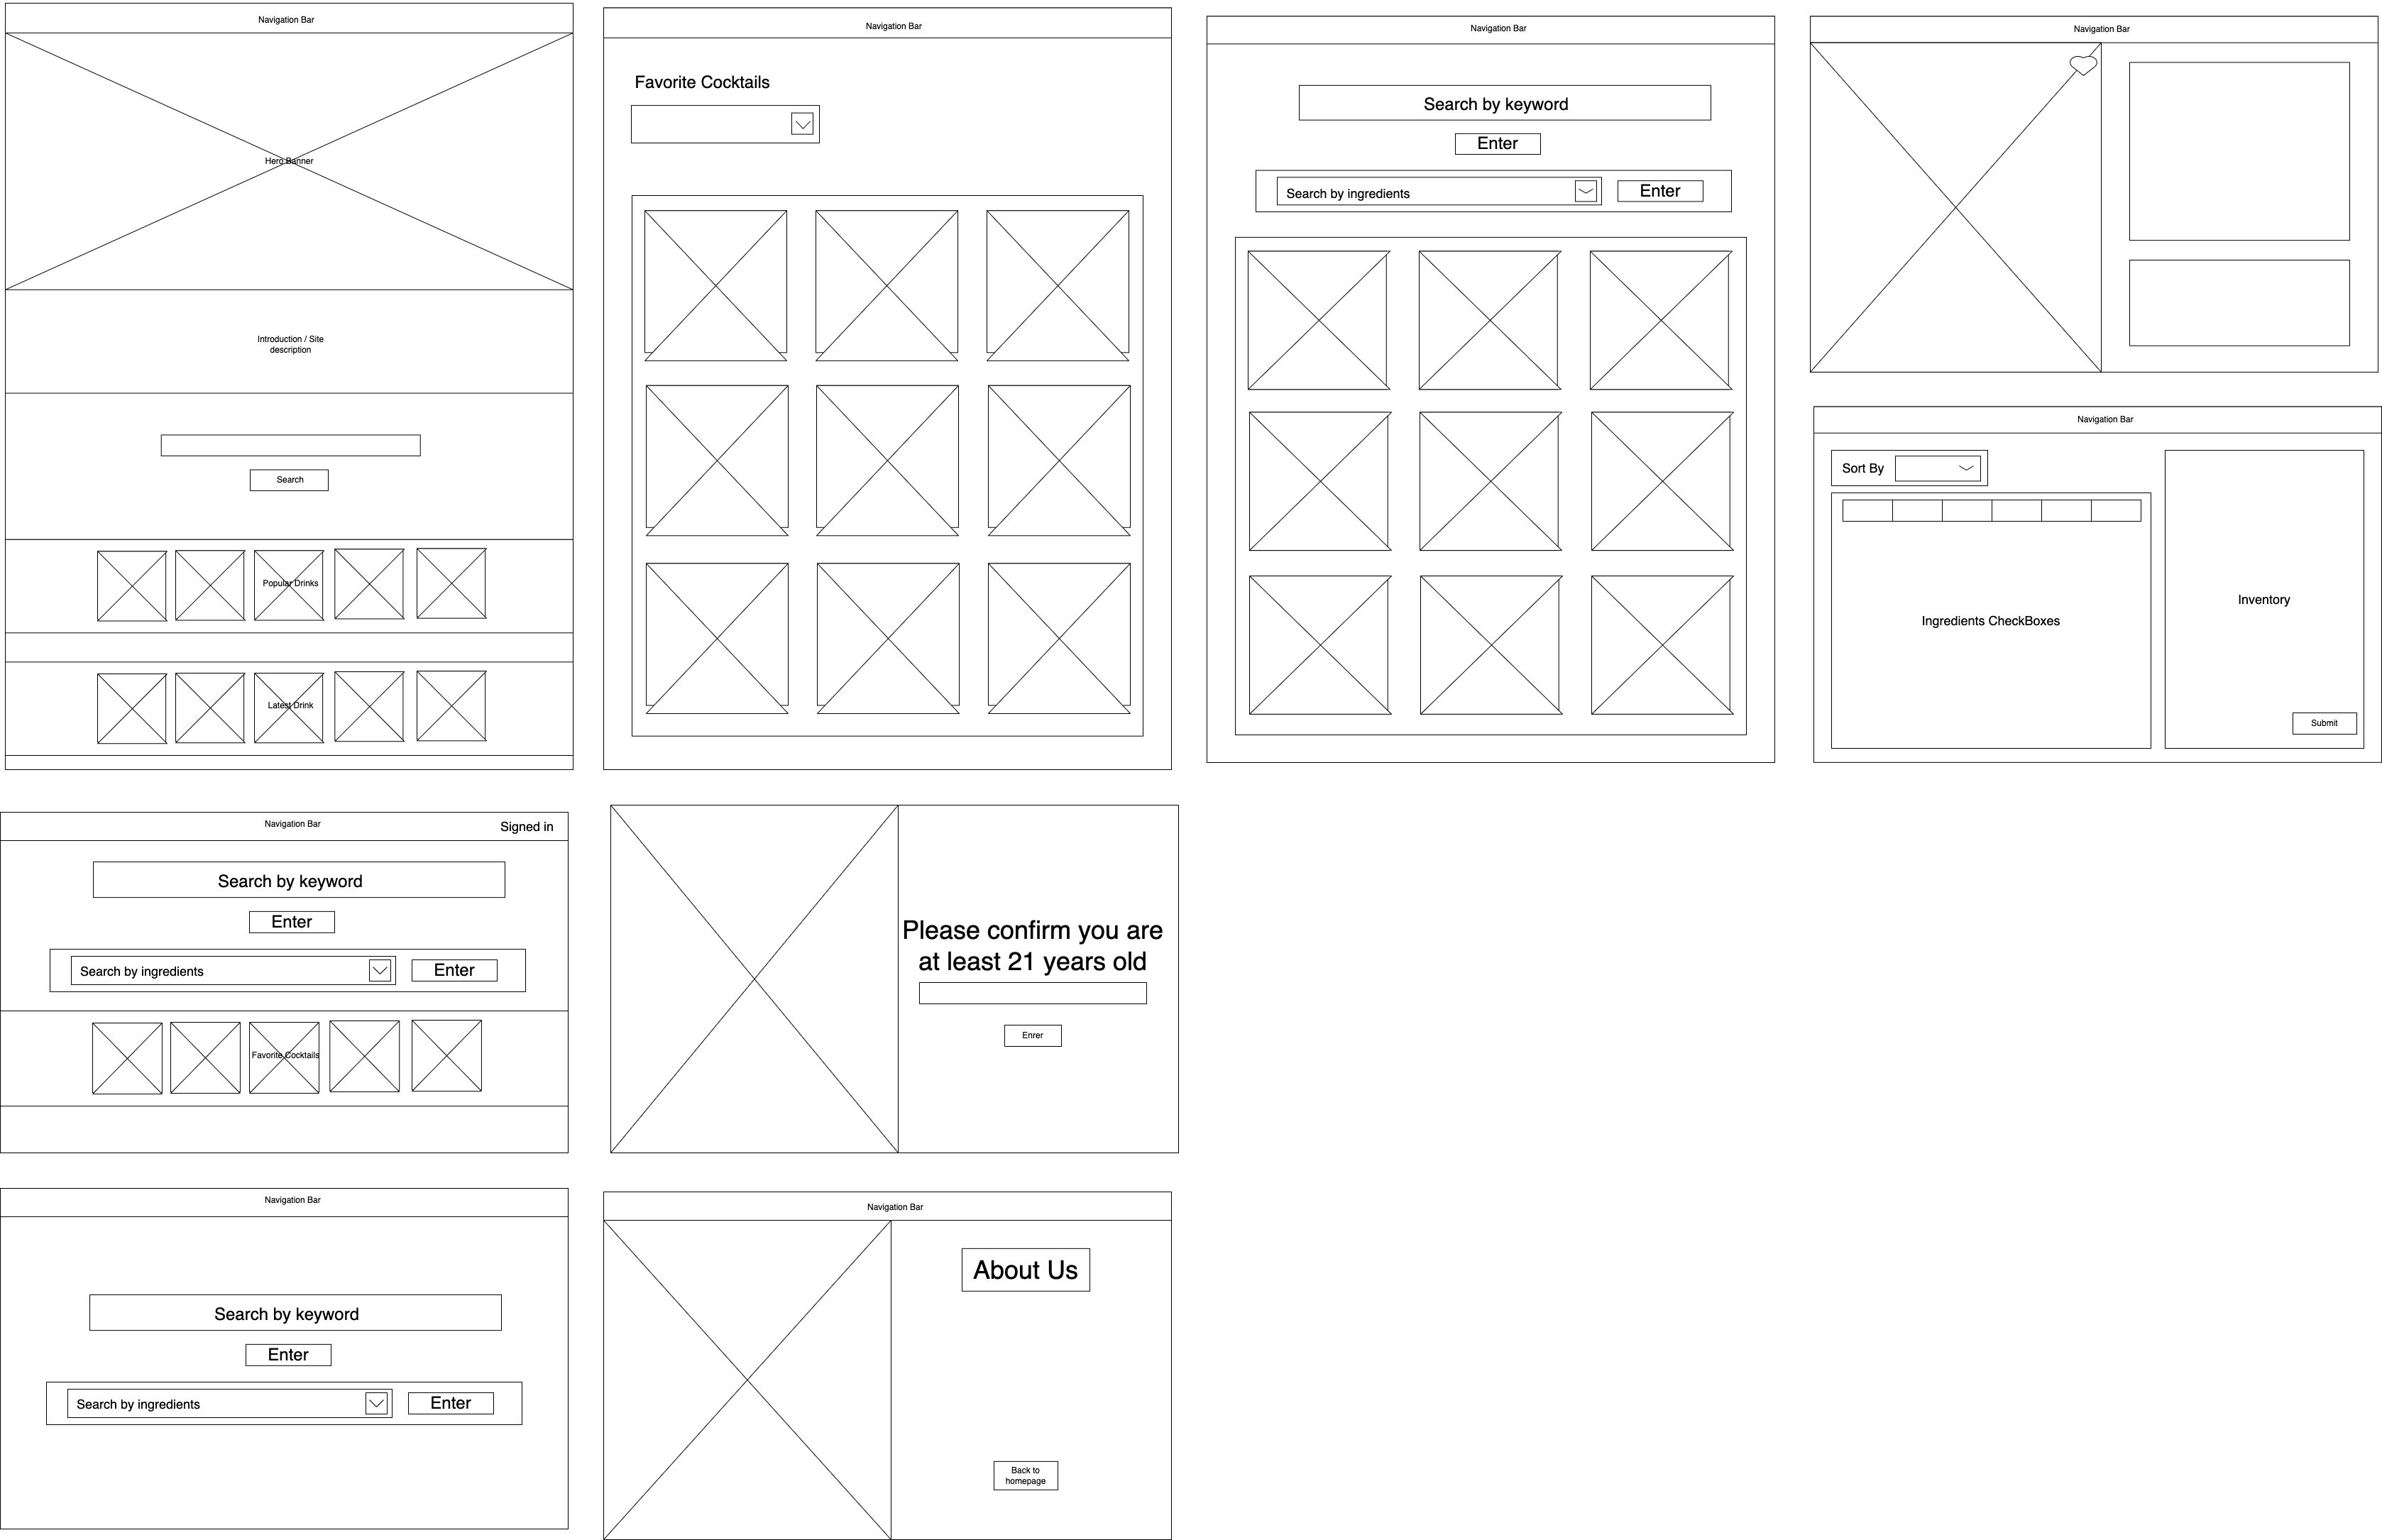 Navigation Bar
Hero Banner
Introduction / Site
description
Search
Popular Drinks
Latest Drink
Navigation Bar
Favorite Cocktails
Navigation Bar
Search by keyword
Enter
Search by ingredients
Enter
Navigation Bar
Navigation Bar
Sort By
Ingredients CheckBoxes
Inventory
Submit
Navigation Bar
Signed in
Search by keyword
Enter
Search by ingredients
Enter
Favorite Cocktails
Please confirm you are
at least 21 years old
Enrer
Navigation Bar
Search by keyword
Enter
Search by ingredients
Enter
Navigation Bar
About Us
Back to
homepage